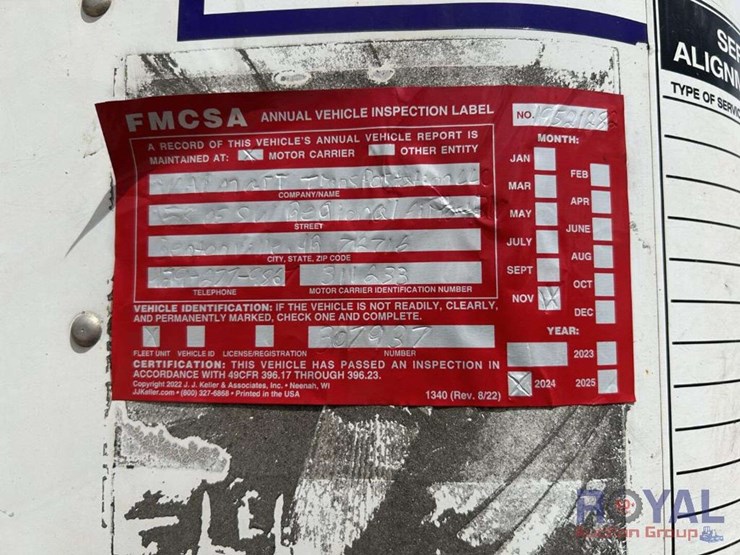 FMCSA ANNUAL VEHICLE INSPECTION LABEL
NO.
A RECORD OF THIS VEHICLE'S ANNUAL VEHICLE REPORT IS
MAINTAINED AT: X MOTOR CARRIER OTHER ENTITY
COMPANY/NAME
STREET
CITY, STATE, ZIP CODE
311233
TELEPHONE MOTOR CARRIER IDENTIFICATION NUMBER
VEHICLE IDENTIFICATION: IF THE VEHICLE IS NOT READILY, CLEARLY,
AND PERMANENTLY MARKED, CHECK ONE AND COMPLETE.
707937
FLEET UNIT VEHICLE ID LICENSE/REGISTRATION NUMBER
CERTIFICATION: THIS VEHICLE HAS PASSED AN INSPECTION IN
ACCORDANCE WITH 49CFR 396.17 THROUGH 396.23.
Copyright 2022 J. J. Keller & Associates, Inc. • Neenah, WI
JJKeller.com • (800) 327-6868 • Printed in the USA
1340 (Rev. 8/22)
MONTH:
JAN FEB
MAR APR
MAY JUNE
JULY AUG
SEPT OCT
NOV X DEC
YEAR:
2023
X 2024 2025
SER
ALIGNM
TYPE OF SERVIC
ROYAL
Auction Group